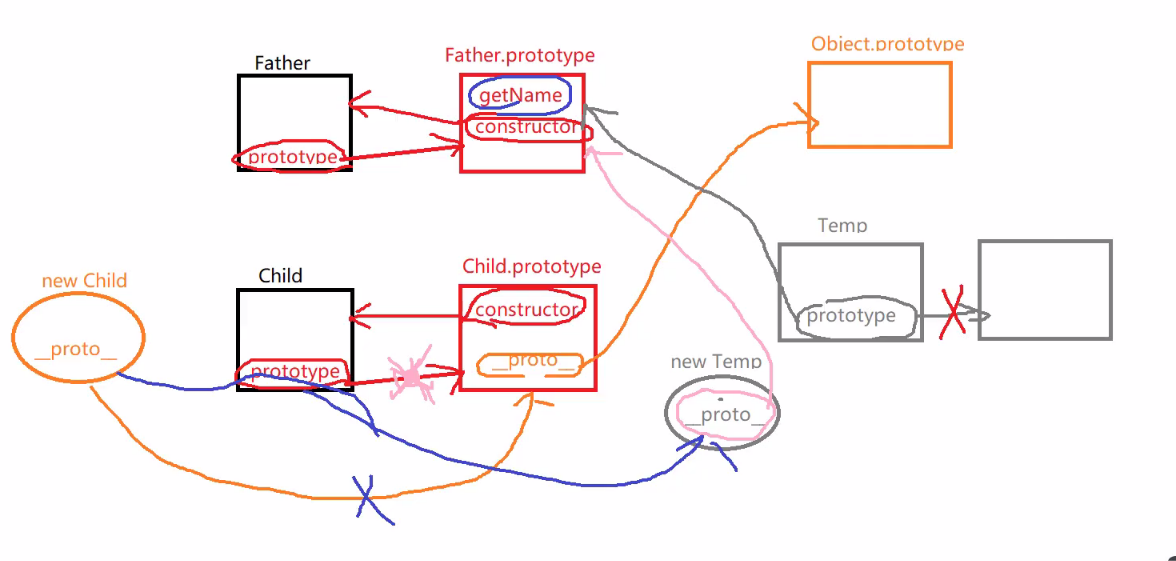 Father
Father.prototype
Object.prototype
getName
constructor
prototype
Temp
new Child
Child
Child.prototype
constructor
prototype
__proto__
__proto__
new Temp
prototype
__proto__